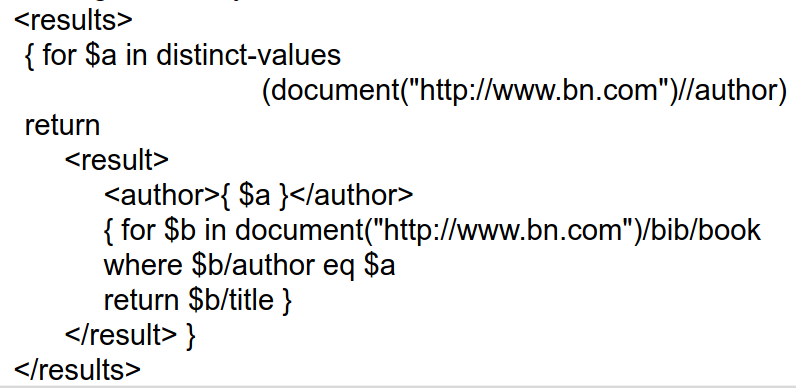 <results>
{ for $a in distinct-values
(document("http://www.bn.com")//author)
return
<result>
<author>{ $a }</author>
{ for $b in document("http://www.bn.com")/bib/book
where $b/author eq $a
return $b/title }
</result> }
</results>